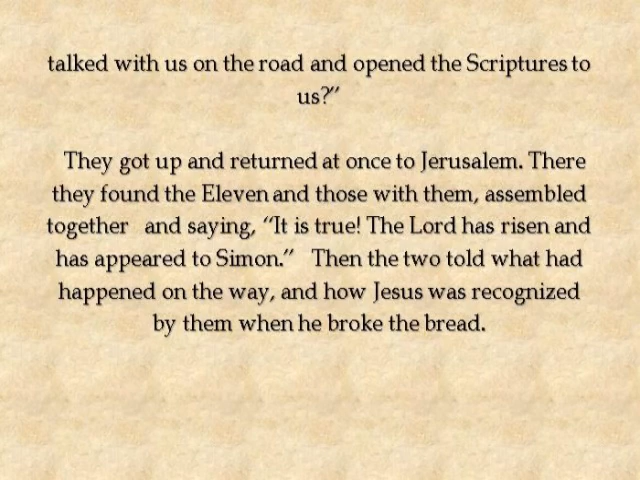 talked with us on the road and opened the Scriptures to
us?”
They got up and returned at once to Jerusalem. There
they found the Eleven and those with them, assembled
together and saying, “It is true! The Lord has risen and
has appeared to Simon.” Then the two told what had
happened on the way, and how Jesus was recognized
by them when he broke the bread.